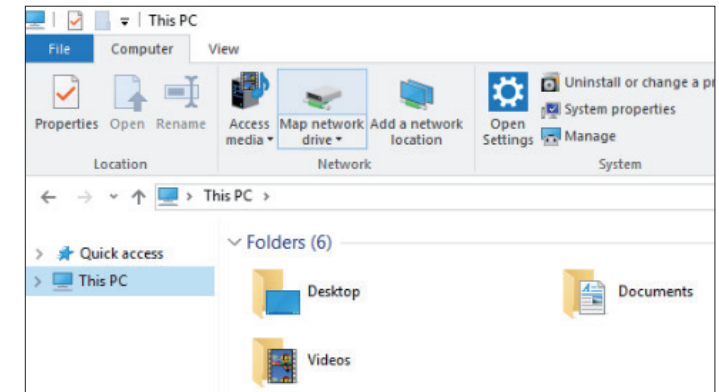 This PC
File Computer View
Properties Open Rename Access media Map network drive Add a network location Open Settings Uninstall or change a
System properties
Manage
Location Network System
This PC
Quick access
This PC
Folders (6)
Desktop Documents
Videos